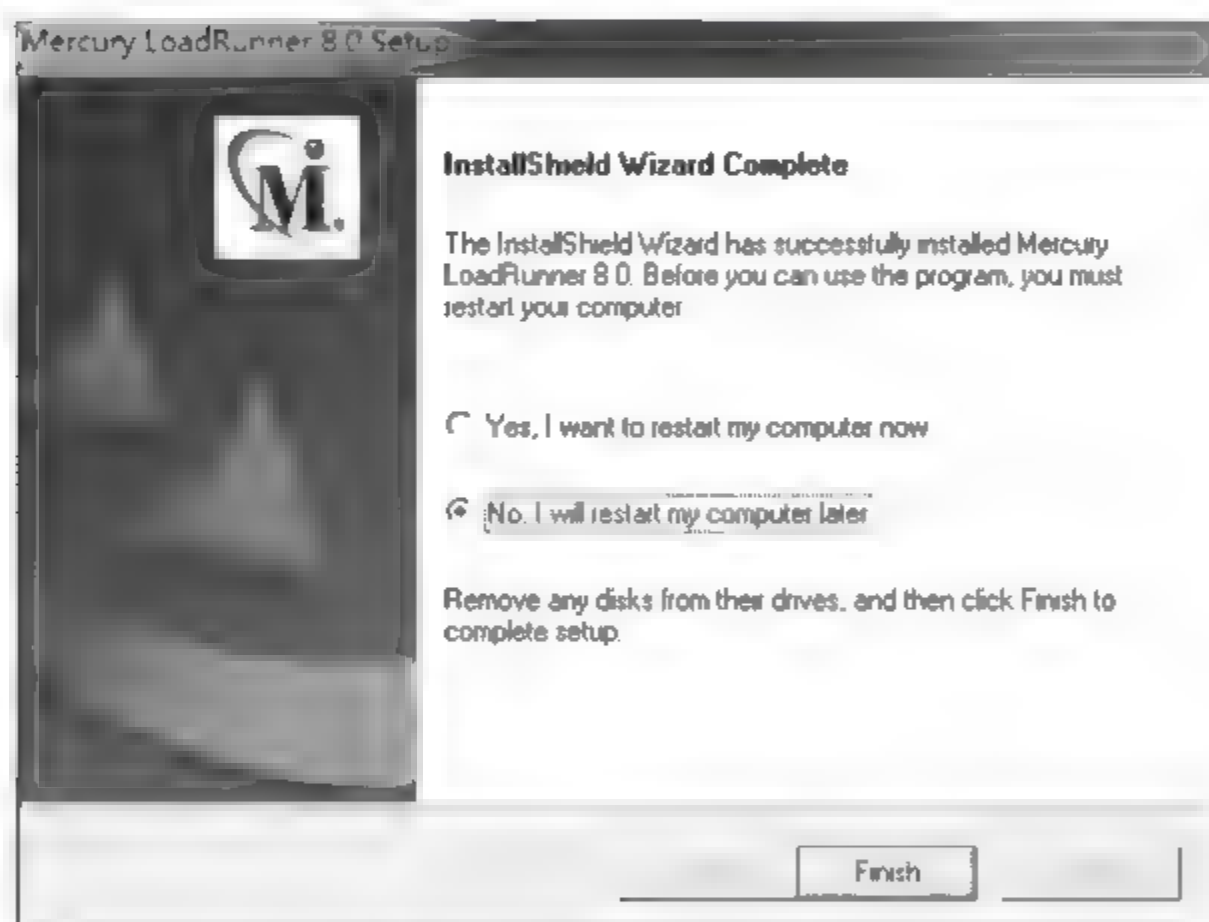 Mercury LoadRunner 8.0 Setup
M.
InstallShield Wizard Complete
The InstallShield Wizard has successfully installed Mercury
LoadRunner 8.0. Before you can use the program, you must
restart your computer
Yes, I want to restart my computer now
No, I will restart my computer later
Remove any disks from their drives, and then click Finish to
complete setup.
Finish